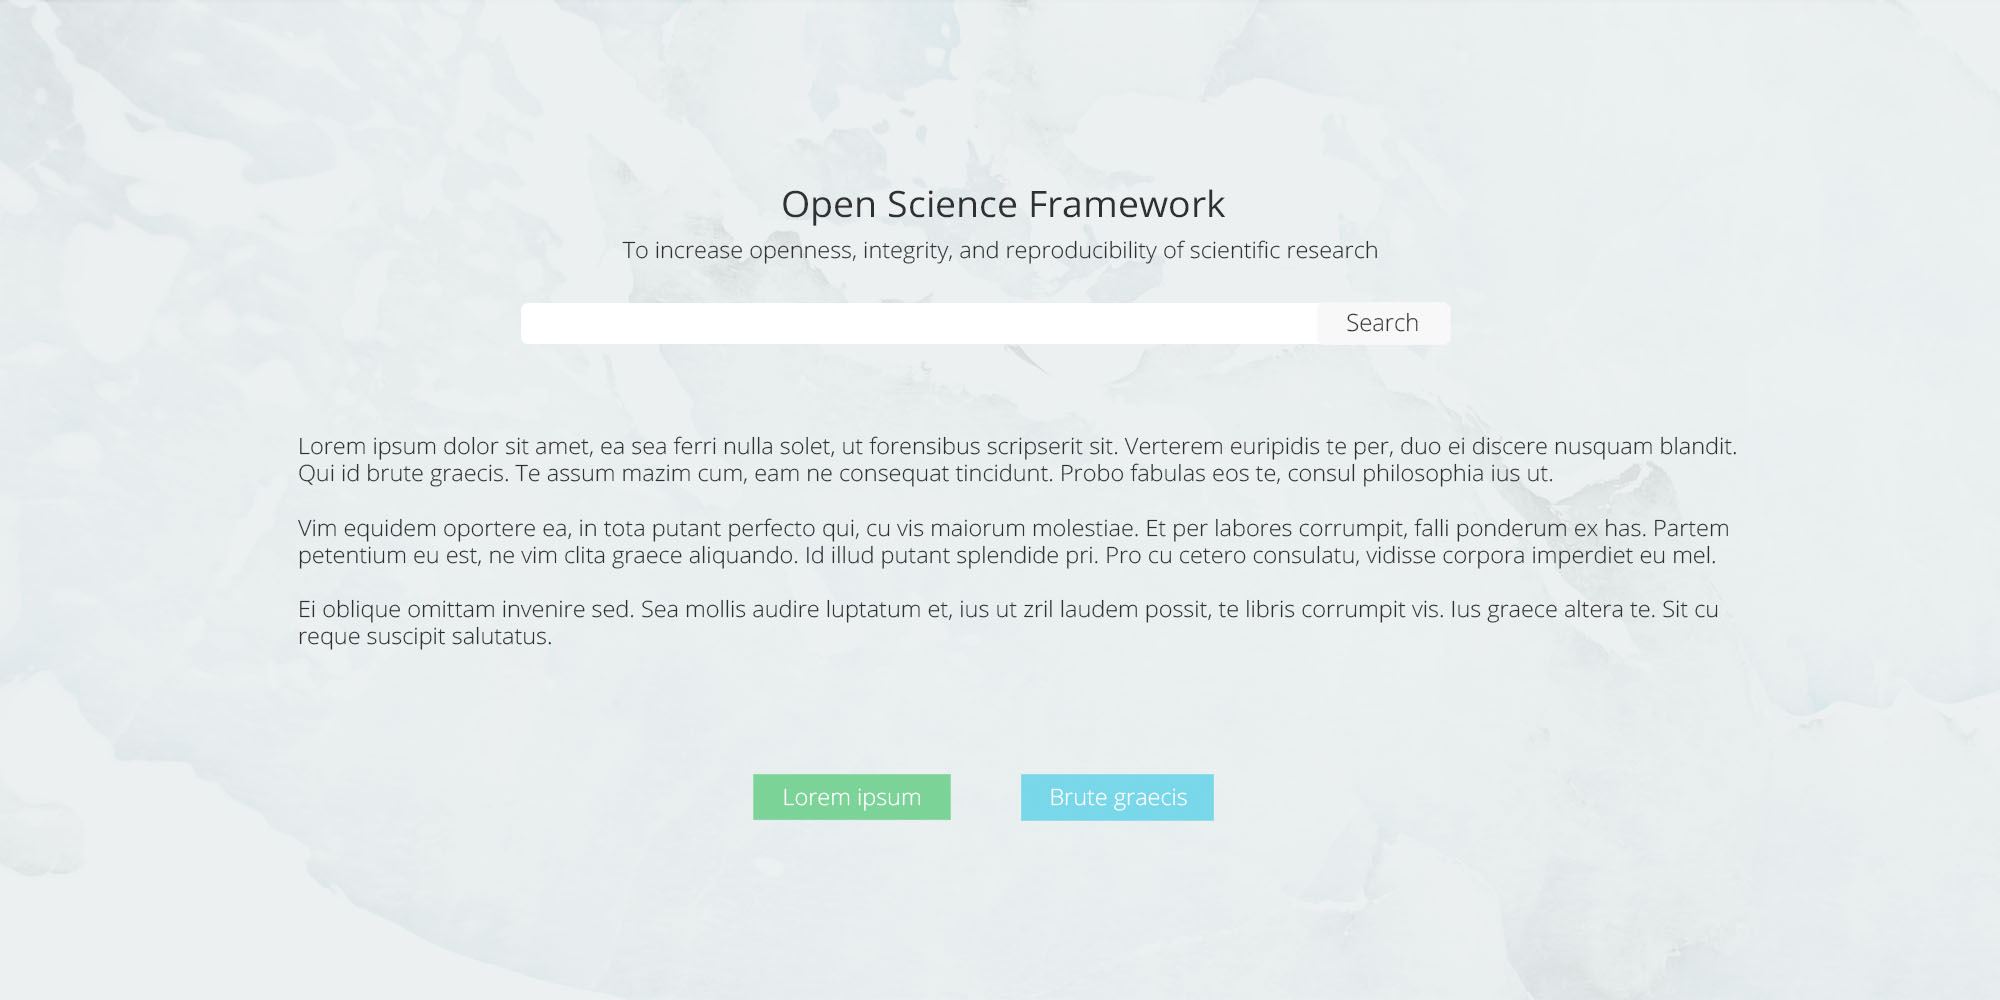 Open Science Framework
To increase openness, integrity, and reproducibility of scientific research
Search
Lorem ipsum dolor sit amet, ea sea ferri nulla solet, ut forensibus scripserit sit. Verterem euripidis te per, duo ei discere nusquam blandit.
Qui id brute graecis. Te assum mazim cum, eam ne consequat tincidunt. Probo fabulas eos te, consul philosophia ius ut.
Vim equidem oportere ea, in tota putant perfecto qui, cu vis maiorum molestiae. Et per labores corrumpit, falli ponderum ex has. Partem
petentium eu est, ne vim clita graece aliquando. Id illud putant splendide pri. Pro cu cetero consulatu, vidisse corpora imperdiet eu mel.
Ei oblique omittam invenire sed. Sea mollis audire luptatum et, ius ut zril laudem possit, te libris corrumpit vis. Ius graece altera te. Sit cu
reque suscipit salutatus.
Lorem ipsum
Brute graecis